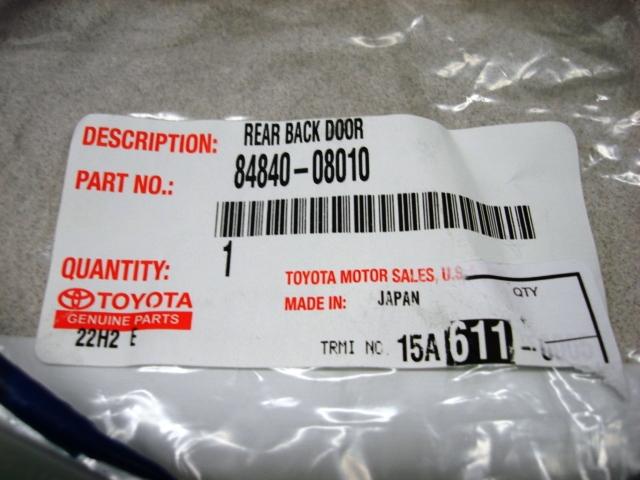 DESCRIPTION: REAR BACK DOOR
PART NO.: 84840-08010
QUANTITY: 1
TOYOTA MOTOR SALES, U.S.
TOYOTA
GENUINE PARTS
MADE IN: JAPAN
QTY
22H2 E
TRMI NO. 15A 611-